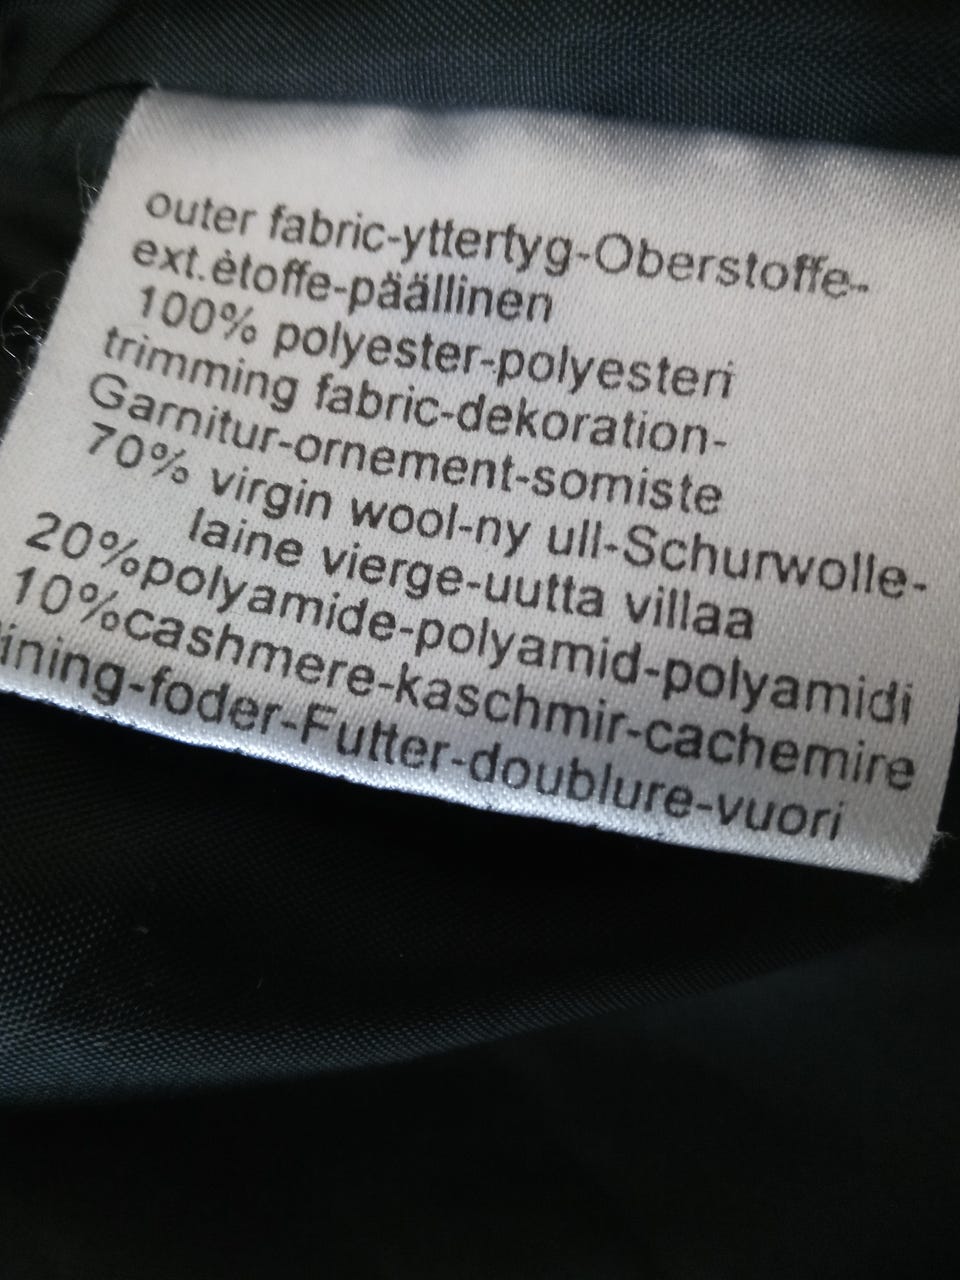 outer fabric-yttertyg-Oberstoffe-
ext.ètoffe-päällinen
100% polyester-polyesteri
trimming fabric-dekoration-
Garnitur-ornement-somiste
70% virgin wool-ny ull-Schurwolle-
laine vierge-uutta villaa
20%polyamide-polyamid-polyamidi
10%cashmere-kaschmir-cachemire
ining-foder-Futter-doublure-vuori